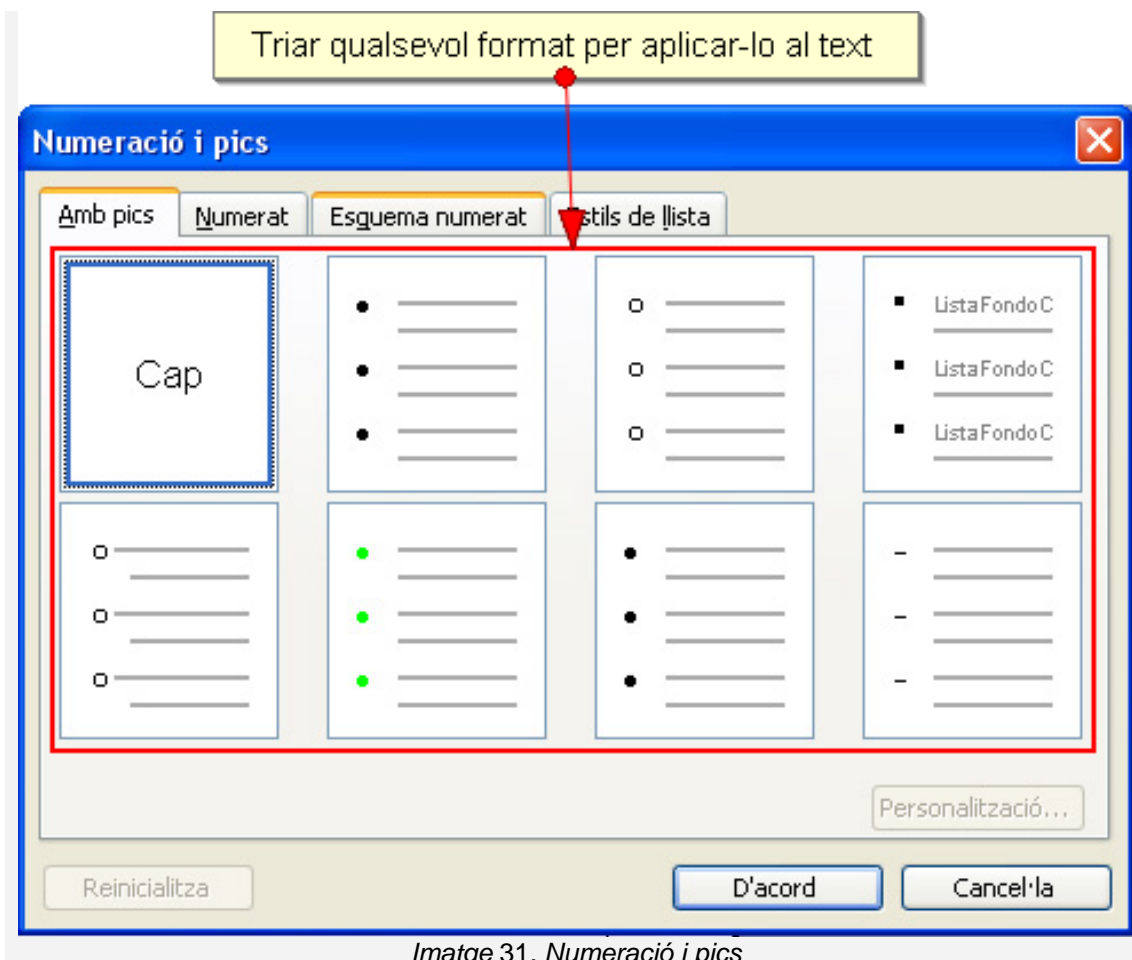 Triar qualsevol format per aplicar-lo al text
Numeració i pics
Amb pics Numerat Esquema numerat Estils de llista
Cap
ListaFondoC
ListaFondoC
ListaFondoC
Personalització...
Reinicialitza D'acord Cancel·la
Imatge 31. Numeració i pics